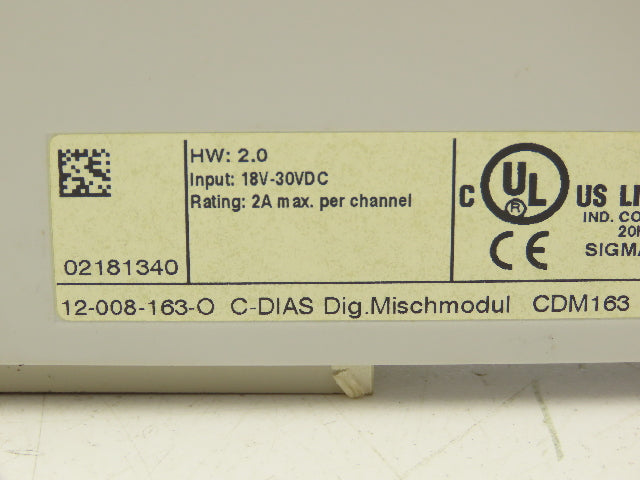 HW: 2.0
Input: 18V-30VDC
Rating: 2A max. per channel
02181340
C UL ® US
IND. CO
CE
SIGMA
12-008-163-O C-DIAS Dig.Mischmodul CDM163